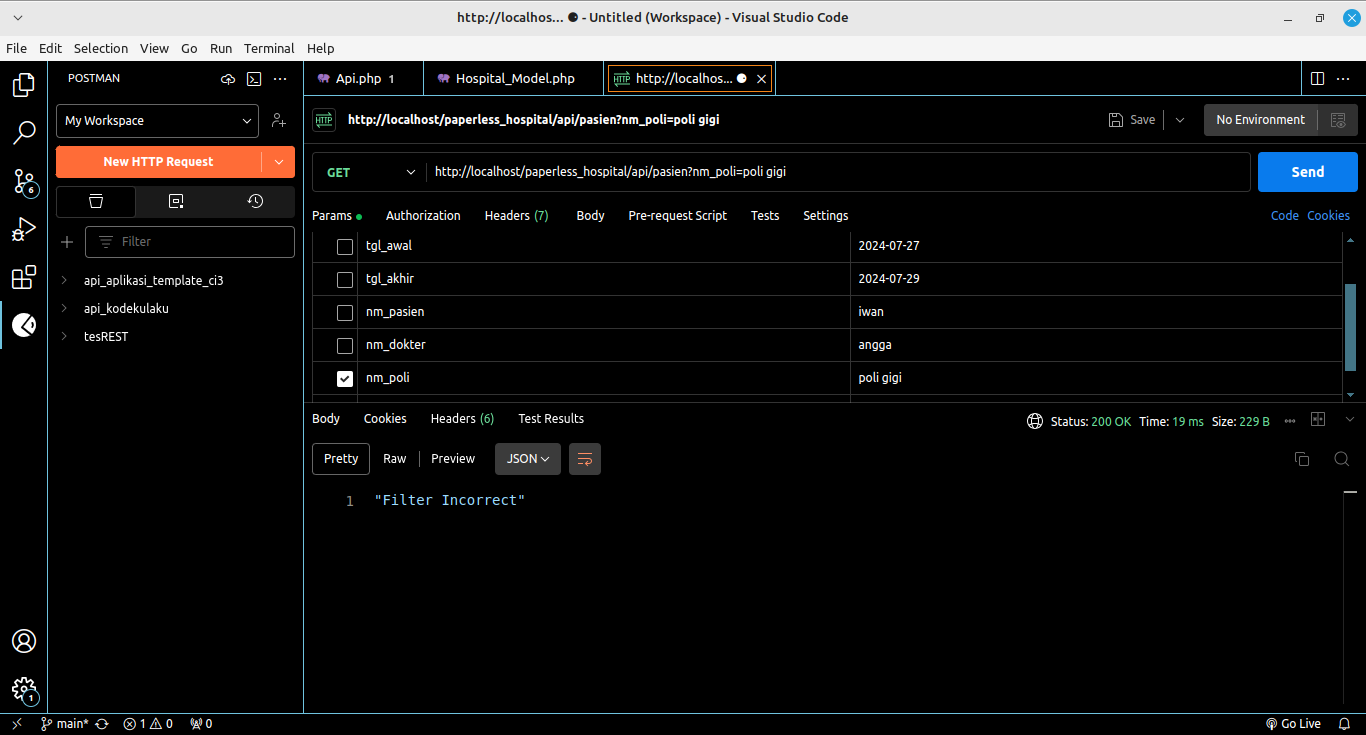 http://localhos... ● - Untitled (Workspace) - Visual Studio Code
File Edit Selection View Go Run Terminal Help
POSTMAN
Api.php 1
Hospital_Model.php
http://localhos... ●
My Workspace
http://localhost/paperless_hospital/api/pasien?nm_poli=poli gigi
Save
No Environment
New HTTP Request
GET
http://localhost/paperless_hospital/api/pasien?nm_poli=poli gigi
Send
Params Authorization Headers (7) Body Pre-request Script Tests Settings
Code Cookies
Filter
tgl_awal 2024-07-27
tgl_akhir 2024-07-29
nm_pasien iwan
nm_dokter angga
nm_poli poli gigi
api_aplikasi_template_ci3
api_kodekulaku
tesREST
Body Cookies Headers (6) Test Results
Status: 200 OK Time: 19 ms Size: 229 B
Pretty Raw Preview JSON
1 "Filter Incorrect"
HTTP
HTTP
6
1
main* 1 0 0
Go Live